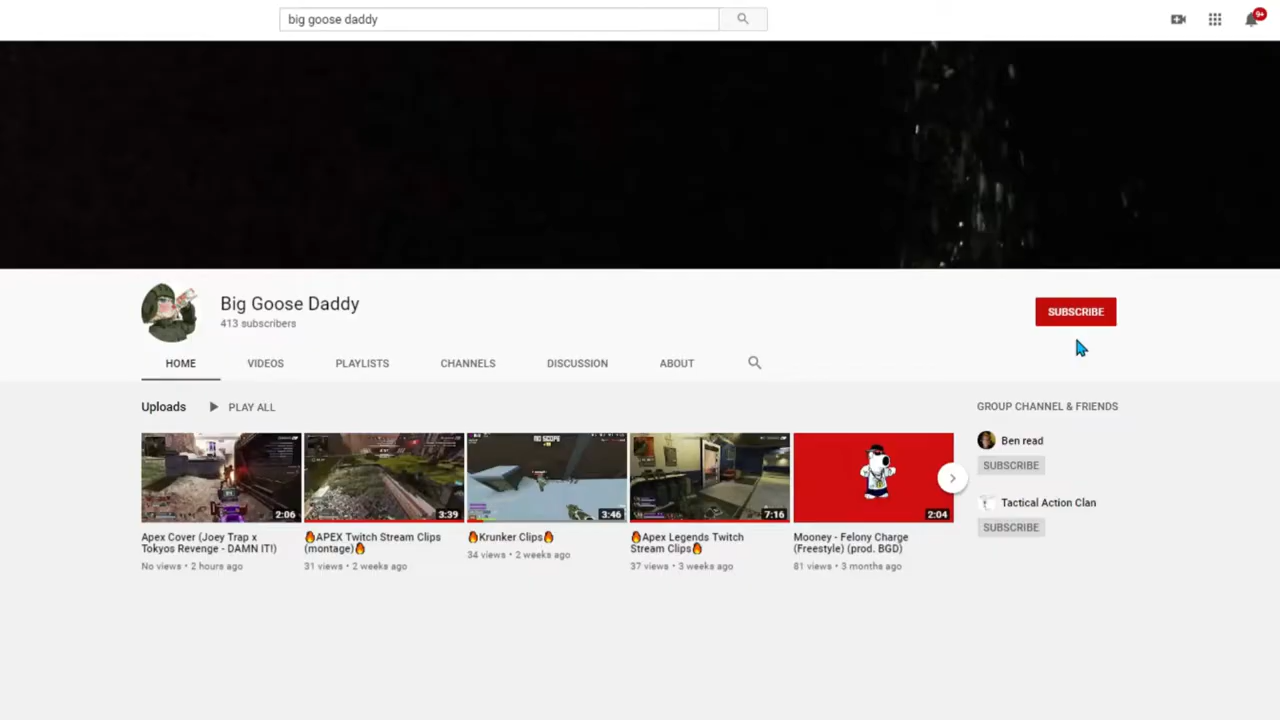 big goose daddy
9+
Big Goose Daddy
413 subscribers
SUBSCRIBE
HOME
VIDEOS
PLAYLISTS
CHANNELS
DISCUSSION
ABOUT
Uploads
PLAY ALL
2:06
3:39
NO SCOPE
3:46
7:16
2:04
Apex Cover (Joey Trap x
Tokyos Revenge - DAMN IT!)
No views • 2 hours ago
🔥APEX Twitch Stream Clips
(montage)🔥
31 views • 2 weeks ago
🔥Krunker Clips🔥
34 views • 2 weeks ago
🔥Apex Legends Twitch
Stream Clips🔥
37 views • 3 weeks ago
Mooney - Felony Charge
(Freestyle) (prod. BGD)
81 views • 3 months ago
GROUP CHANNEL & FRIENDS
Ben read
SUBSCRIBE
Tactical Action Clan
SUBSCRIBE